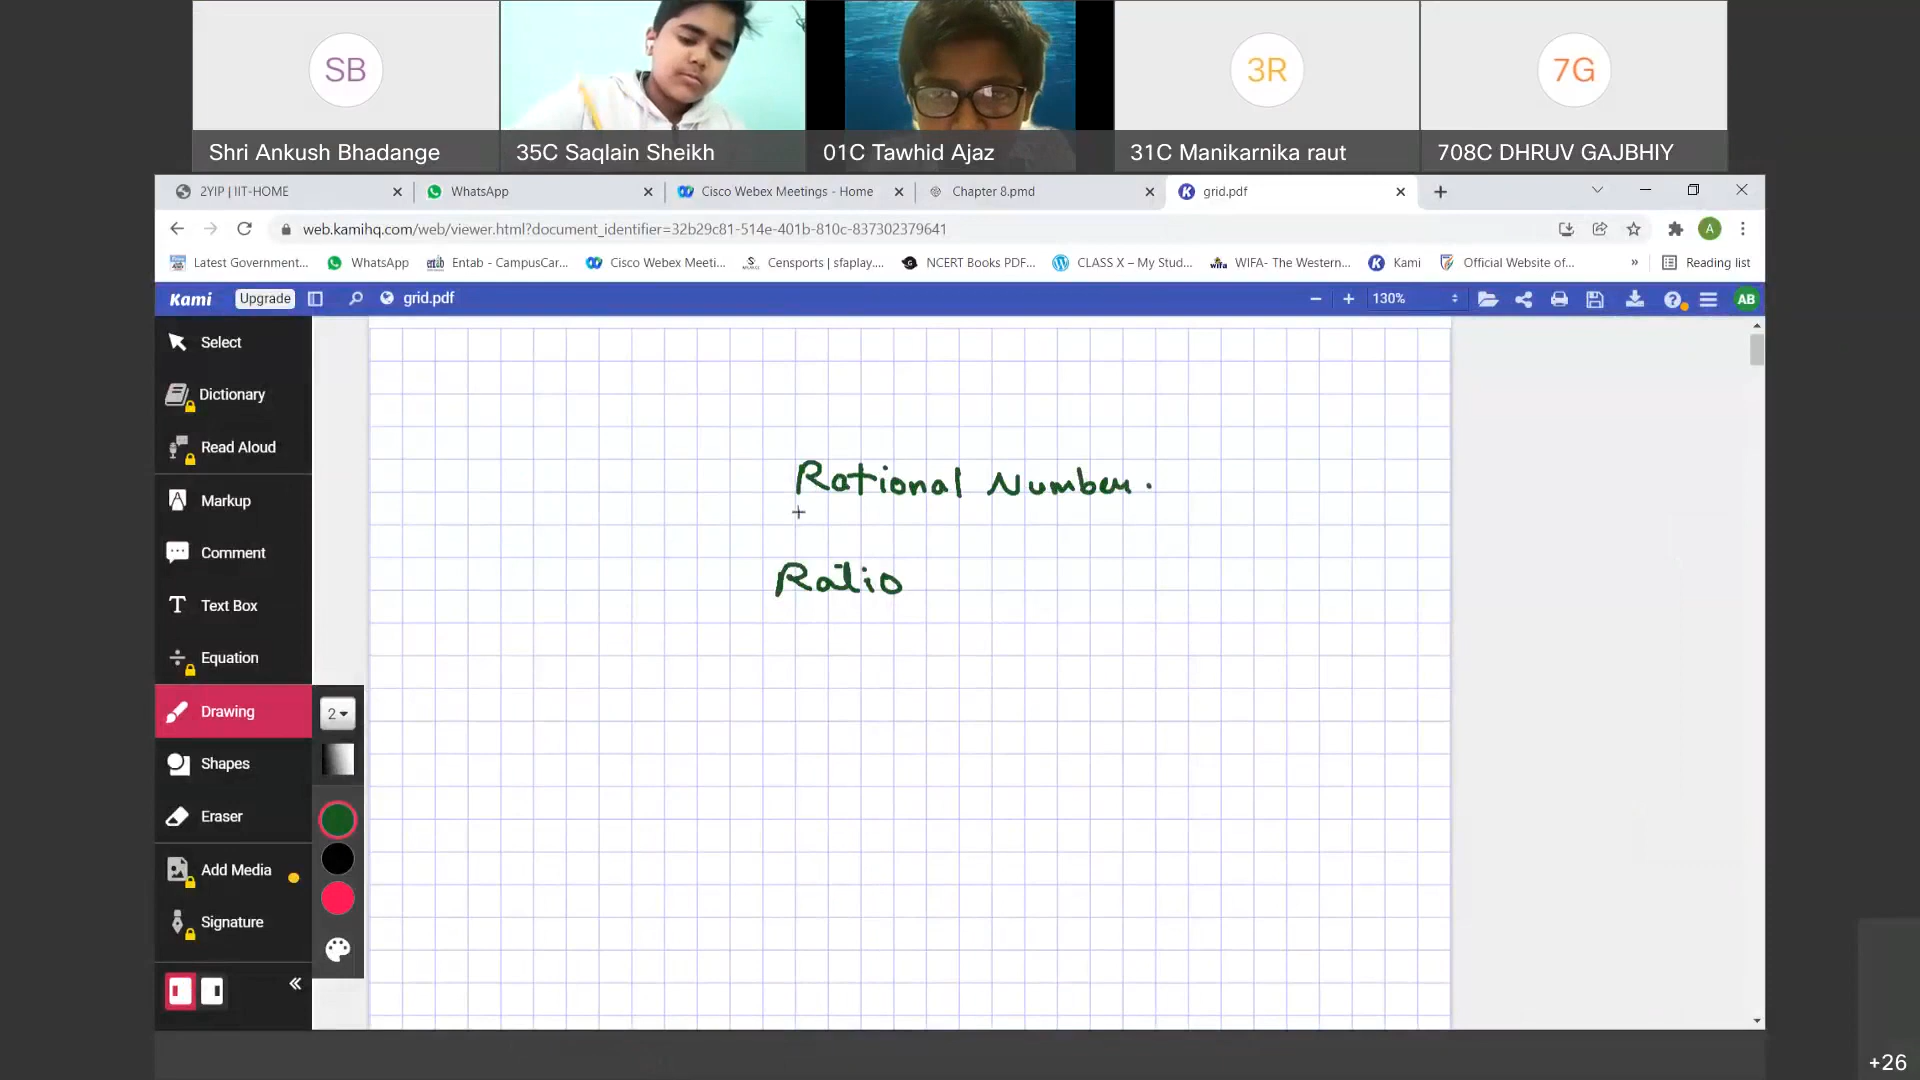 SB
3R
7G
Shri Ankush Bhadange
35C Saqlain Sheikh
01C Tawhid Ajaz
31C Manikarnika raut
708C DHRUV GAJBHIY
2YIP | IIT-HOME
WhatsApp
Cisco Webex Meetings - Home
Chapter 8.pmd
grid.pdf
web.kamihq.com/web/viewer.html?document_identifier=32b29c81-514e-401b-810c-837302379641
A
Latest Government...
WhatsApp
Entab - CampusCar...
Cisco Webex Meeti...
Censports | sfaplay....
NCERT Books PDF...
CLASS X – My Stud...
WIFA- The Western...
Kami
Official Website of...
»
Reading list
Kami
Upgrade
grid.pdf
130%
AB
Select
Dictionary
Read Aloud
Markup
Comment
Text Box
Equation
Drawing
2
Shapes
Eraser
Add Media
Signature
Rational Number.
Ratio
+26